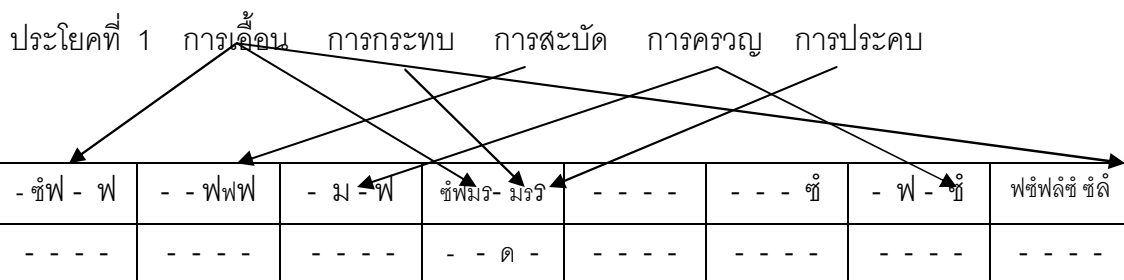 ประโยคที่ 1 การเอื้อน การกระทบ การสะบัด การครวญ การประคบ
- ซํฟ - ฟ - - ฟฟฟ - ม - ฟ ซํฟมร- มรร - - - - - - - ซํ - ฟ - ซํ ฟซํฟลํซํ ซํลํ
- - - - - - - - - - - - - - ด - - - - - - - - - - - - - - - - -